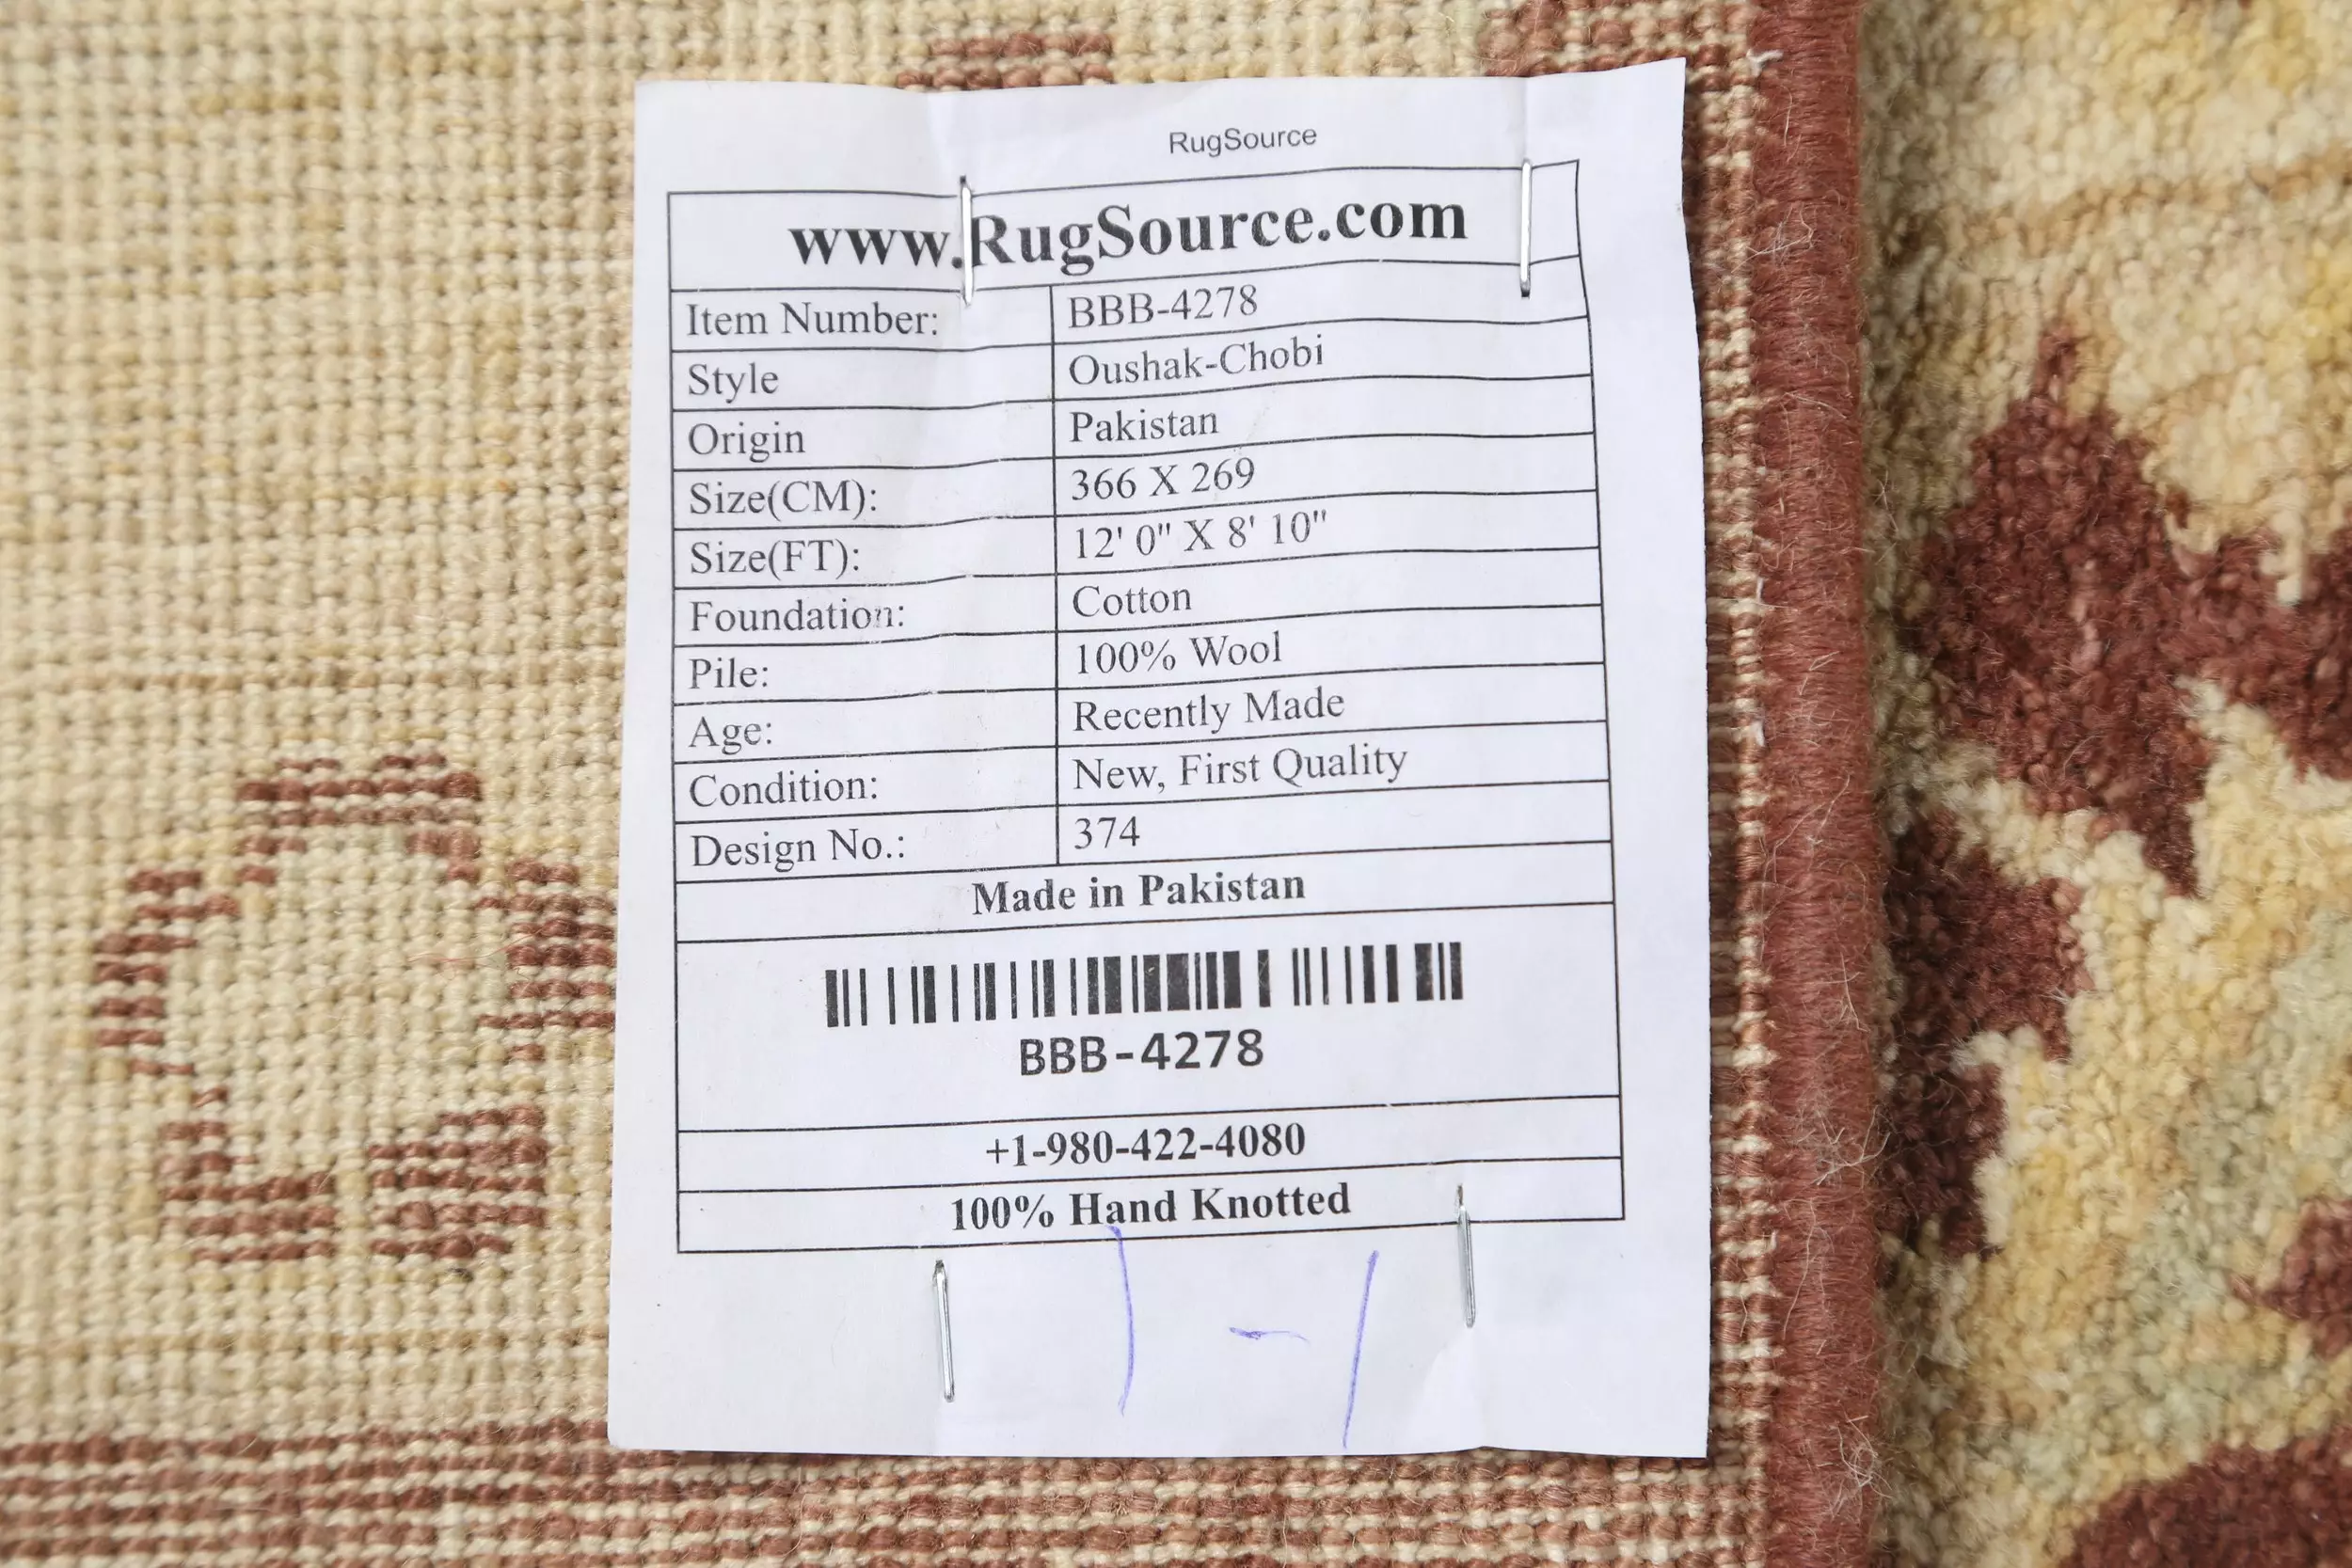 RugSource
www.RugSource.com
Item Number: BBB-4278
Style Oushak-Chobi
Origin Pakistan
Size(CM): 366 X 269
Size(FT): 12' 0" X 8' 10"
Foundation: Cotton
Pile: 100% Wool
Age: Recently Made
Condition: New, First Quality
Design No.: 374
Made in Pakistan
BBB-4278
+1-980-422-4080
100% Hand Knotted
1-1